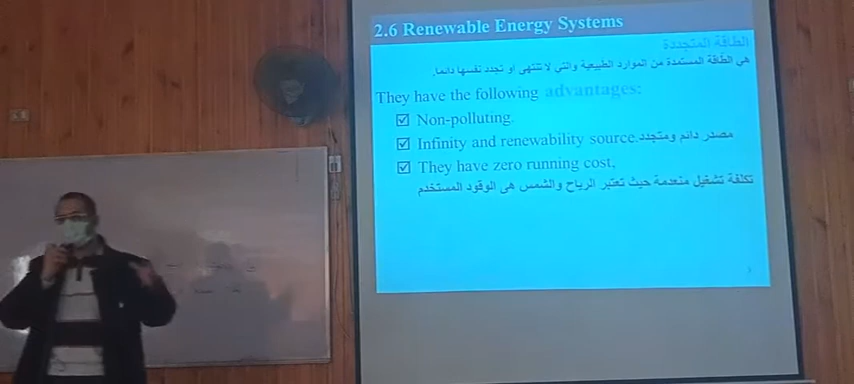 2.6 Renewable Energy Systems
الطاقة المتجددة
هي الطاقة المستمدة من الموارد الطبيعية والتي لا تنتهي او تجدد نفسها دائما.
They have the following advantages:
☑ Non-polluting.
☑ Infinity and renewability source.مصدر دائم ومتجدد
☑ They have zero running cost,
تكلفة تشغيل منعدمة حيث تعتبر الرياح والشمس هى الوقود المستخدم